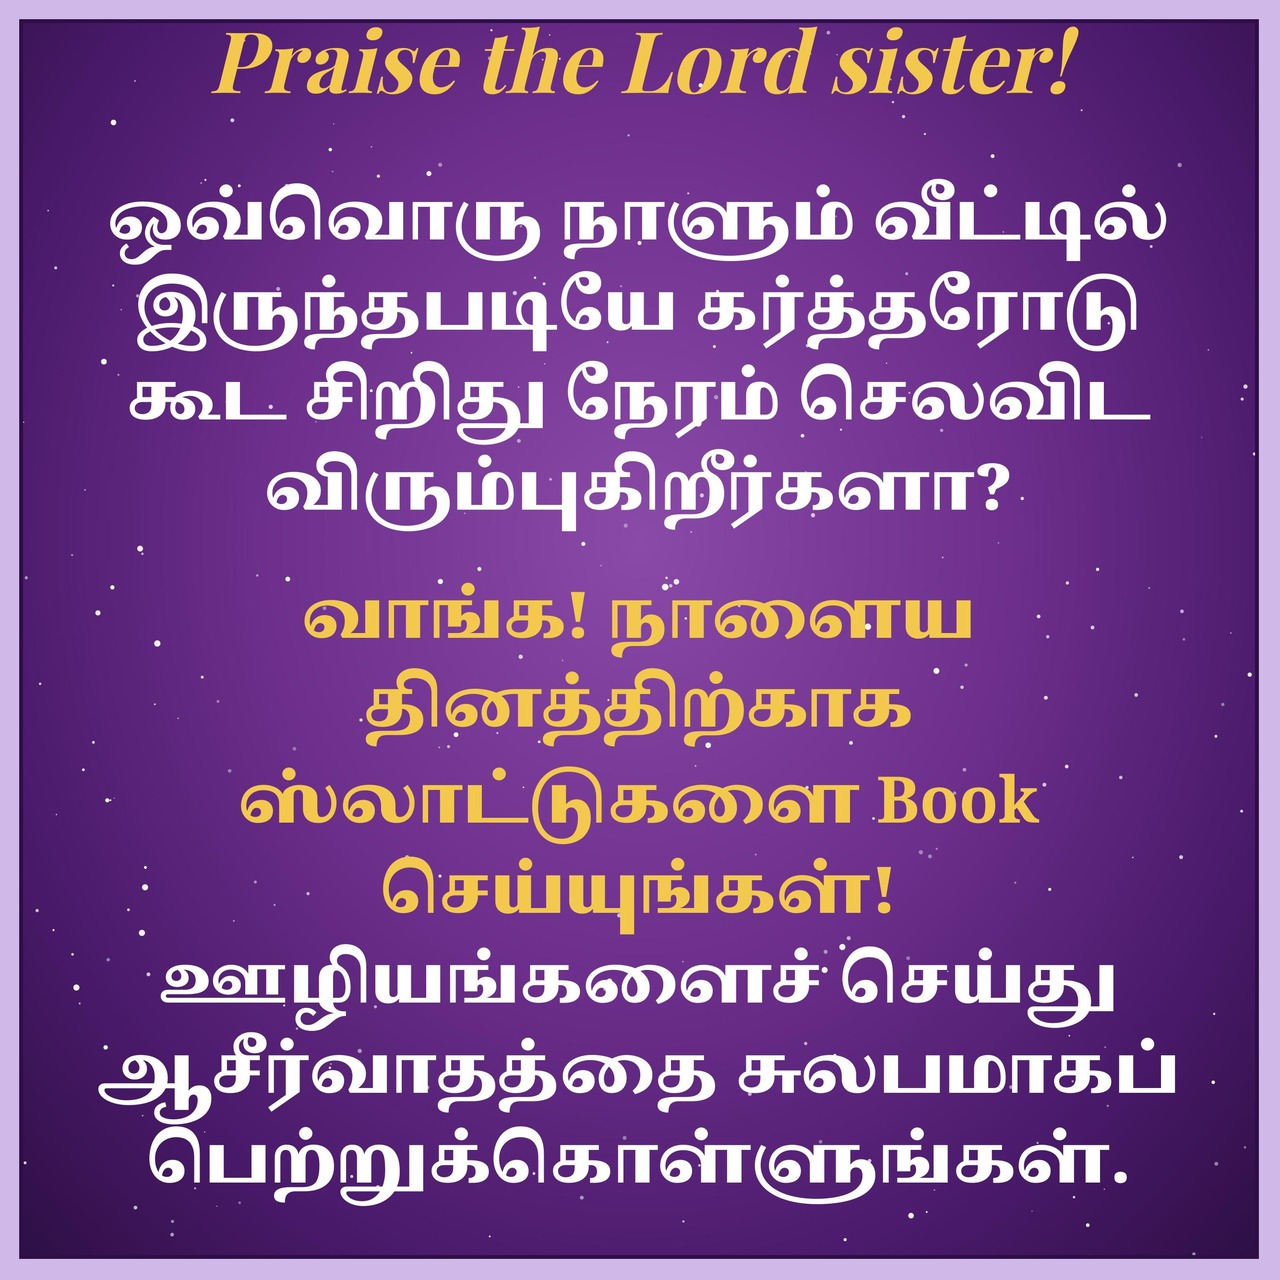 Praise the Lord sister!
ஒவ்வொரு நாளும் வீட்டில்
இருந்தபடியே கர்த்தரோடு
கூட சிறிது நேரம் செலவிட
விரும்புகிறீர்களா?
வாங்க! நாளைய
தினத்திற்காக
ஸ்லாட்டுகளை Book
செய்யுங்கள்!
ஊழியங்களைச் செய்து
ஆசீர்வாதத்தை சுலபமாகப்
பெற்றுக்கொள்ளுங்கள்.